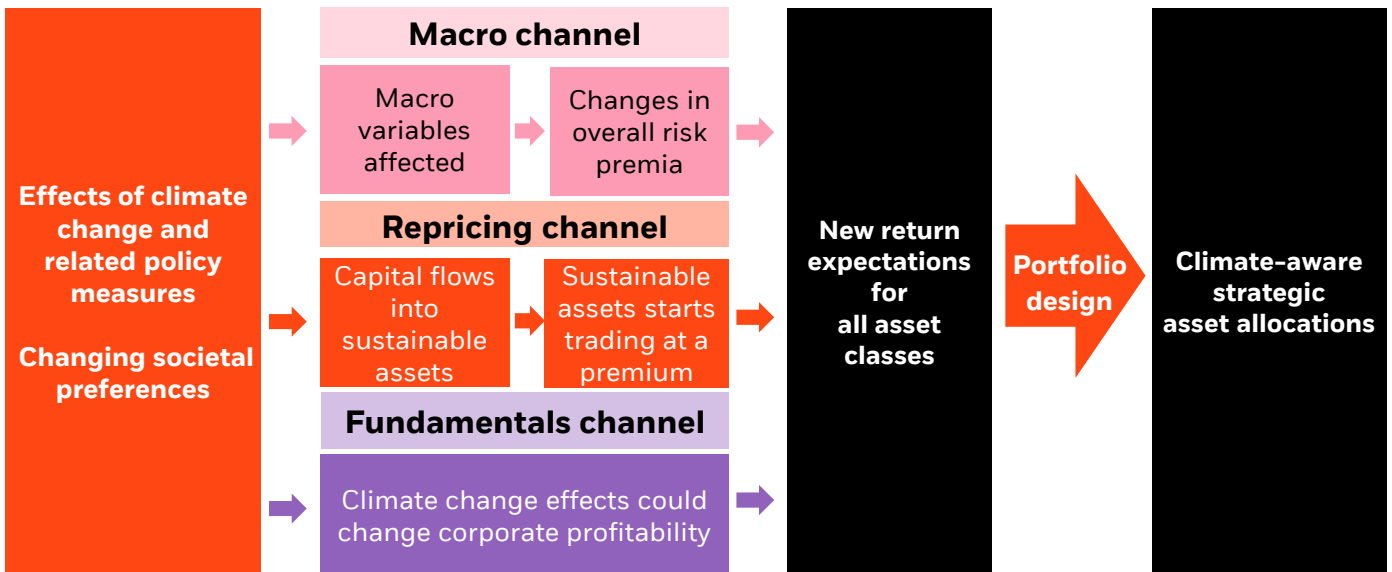 Effects of climate
change and
related policy
measures
Changing societal
preferences
Macro channel
Macro
variables
affected
Changes in
overall risk
premia
Repricing channel
Capital flows
into
sustainable
assets
Sustainable
assets starts
trading at a
premium
Fundamentals channel
Climate change effects could
change corporate profitability
New return
expectations
for
all asset
classes
Portfolio
design
Climate-aware
strategic
asset allocations